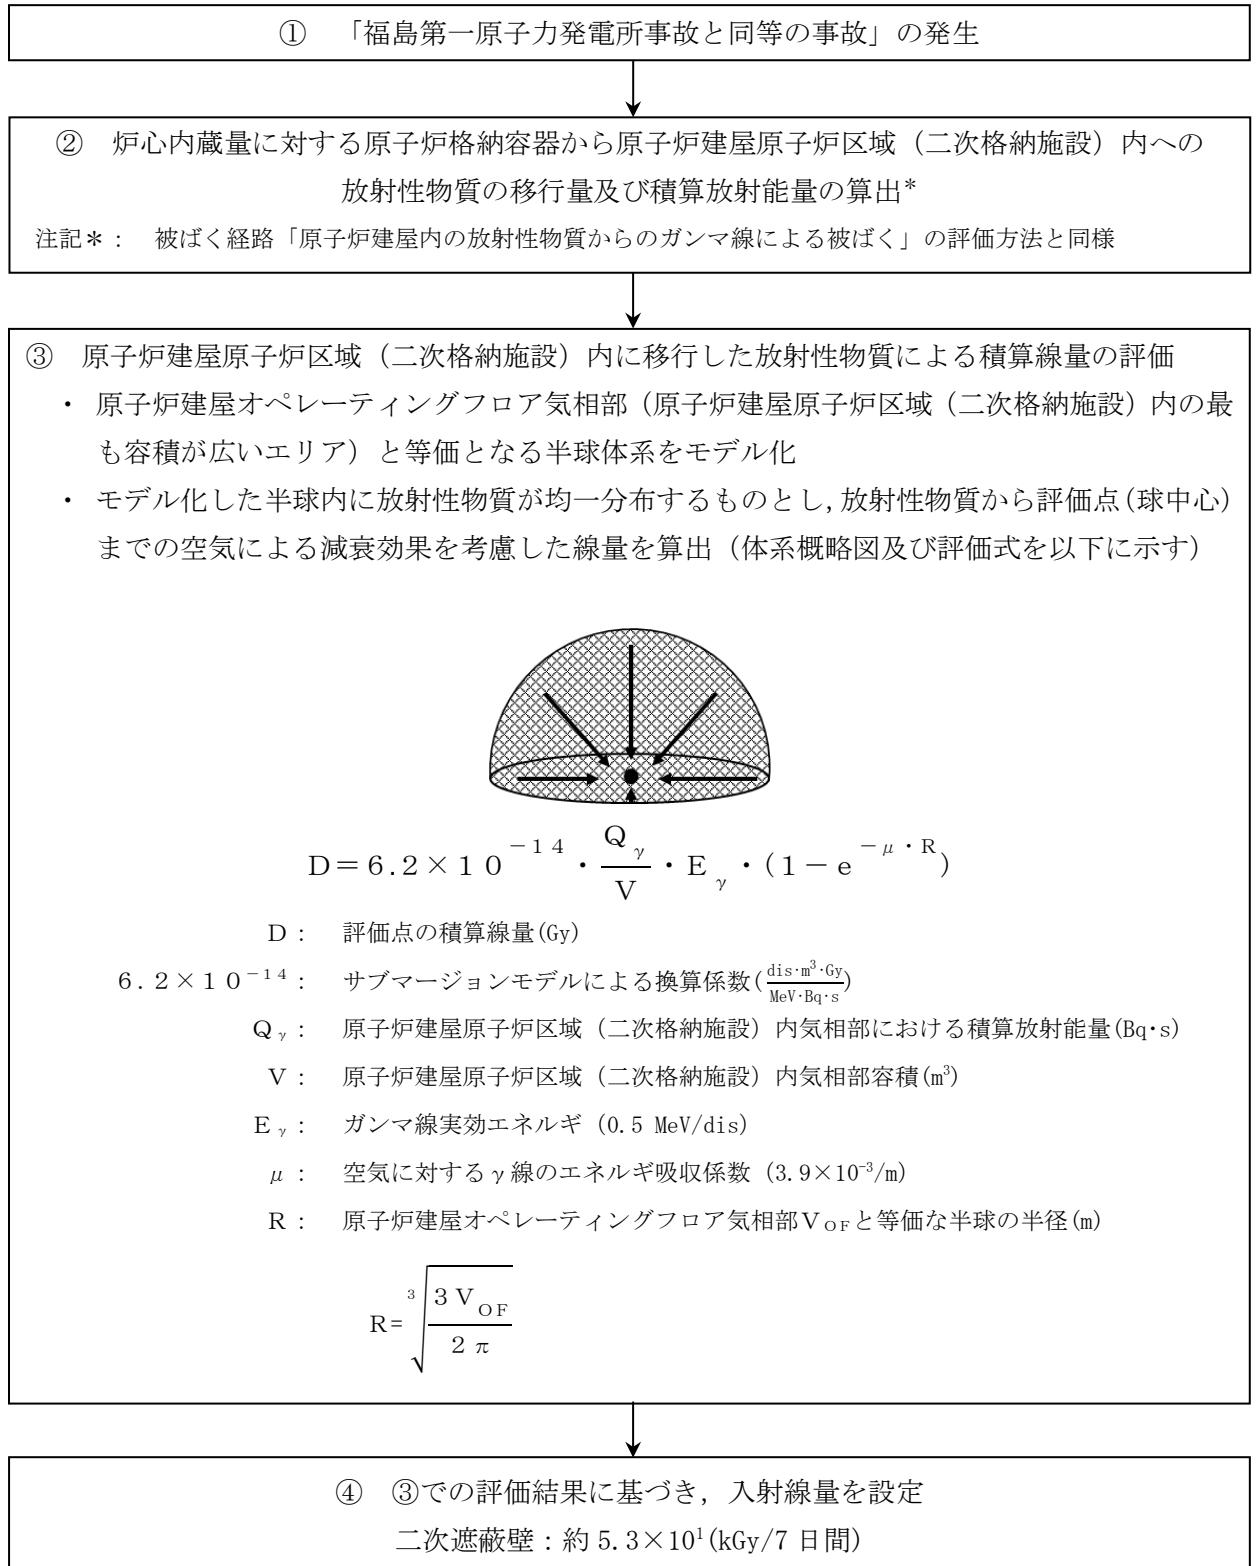 ① 「福島第一原子力発電所事故と同等の事故」の発生
② 炉心内蔵量に対する原子炉格納容器から原子炉建屋原子炉区域（二次格納施設）内への
放射性物質の移行量及び積算放射能量の算出*
注記＊： 被ばく経路「原子炉建屋内の放射性物質からのガンマ線による被ばく」の評価方法と同様
③ 原子炉建屋原子炉区域（二次格納施設）内に移行した放射性物質による積算線量の評価
・ 原子炉建屋オペレーティングフロア気相部（原子炉建屋原子炉区域（二次格納施設）内の最
も容積が広いエリア）と等価となる半球体系をモデル化
・ モデル化した半球内に放射性物質が均一分布するものとし，放射性物質から評価点（球中心）
までの空気による減衰効果を考慮した線量を算出（体系概略図及び評価式を以下に示す）
D＝6.2×10^{-14}・Q_γ/V・E_γ・(1－e^{-μ・R})
D： 評価点の積算線量(Gy)
6.2×10^{-14}： サブマージョンモデルによる換算係数(dis·m³·Gy/MeV·Bq·s)
Q_γ： 原子炉建屋原子炉区域（二次格納施設）内気相部における積算放射能量(Bq･s)
V： 原子炉建屋原子炉区域（二次格納施設）内気相部容積(m³)
E_γ： ガンマ線実効エネルギ（0.5 MeV/dis)
μ： 空気に対するγ線のエネルギ吸収係数（3.9×10⁻³/m)
R： 原子炉建屋オペレーティングフロア気相部V_{OF}と等価な半球の半径(m)
R=∛(3V_{OF}/2π)
④ ③での評価結果に基づき，入射線量を設定
二次遮蔽壁：約5.3×10¹(kGy/7日間)